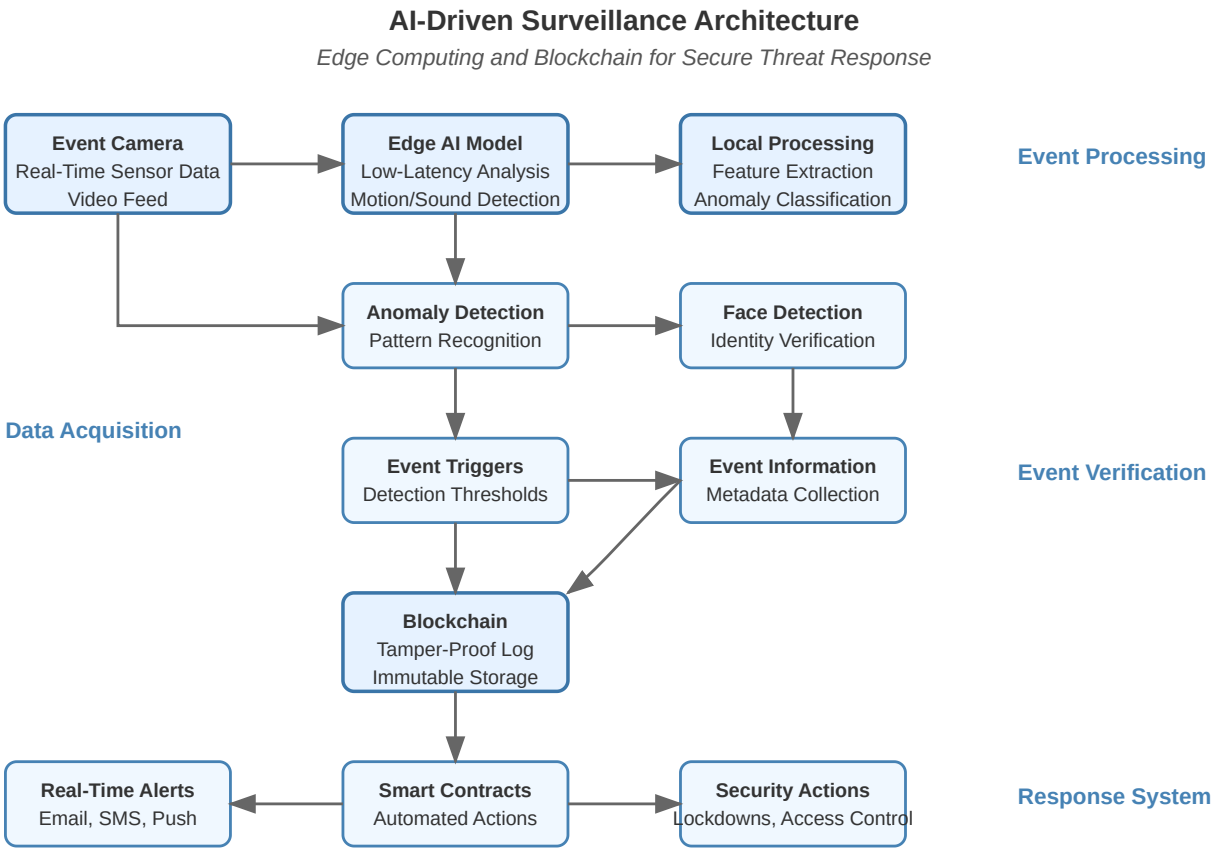 AI-Driven Surveillance Architecture
Edge Computing and Blockchain for Secure Threat Response
Event Camera
Real-Time Sensor Data
Video Feed
Edge AI Model
Low-Latency Analysis
Motion/Sound Detection
Local Processing
Feature Extraction
Anomaly Classification
Event Processing
Anomaly Detection
Pattern Recognition
Face Detection
Identity Verification
Data Acquisition
Event Triggers
Detection Thresholds
Event Information
Metadata Collection
Event Verification
Blockchain
Tamper-Proof Log
Immutable Storage
Real-Time Alerts
Email, SMS, Push
Smart Contracts
Automated Actions
Security Actions
Lockdowns, Access Control
Response System